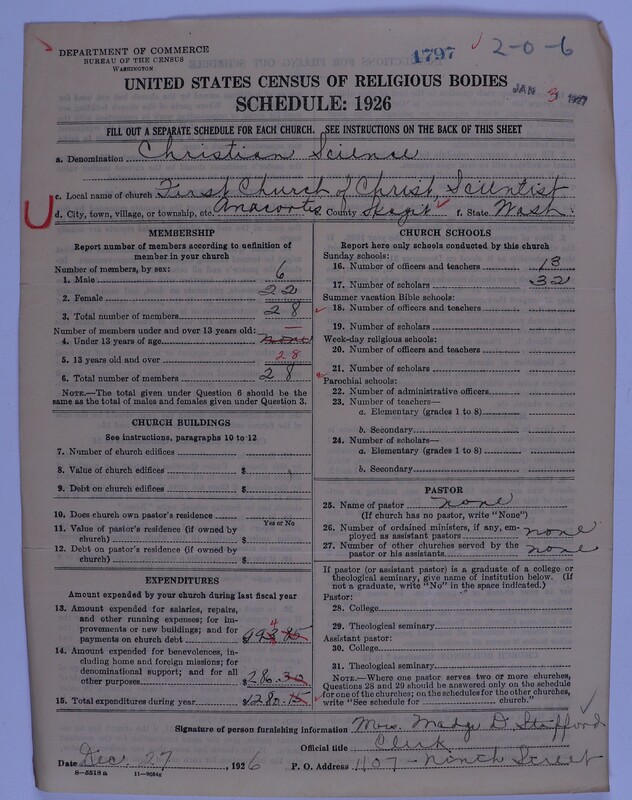 DEPARTMENT OF COMMERCE
BUREAU OF THE CENSUS
WASHINGTON
1797
2-0-6
JAN 3 1927
UNITED STATES CENSUS OF RELIGIOUS BODIES
SCHEDULE: 1926
FILL OUT A SEPARATE SCHEDULE FOR EACH CHURCH. SEE INSTRUCTIONS ON THE BACK OF THIS SHEET
a. Denomination Christian Science
c. Local name of church First Church of Christ, Scientist
d. City, town, village, or township, etc. Anacortes County Skagit f. State Wash.
MEMBERSHIP
Report number of members according to definition of
member in your church
Number of members, by sex:
1. Male 6
2. Female 22
3. Total number of members 28
Number of members under and over 13 years old:
4. Under 13 years of age none —
5. 13 years old and over 28
6. Total number of members 28
NOTE.—The total given under Question 6 should be
same as the total of males and females given under Question 3.
CHURCH BUILDINGS
See instructions, paragraphs 10 to 12
7. Number of church edifices
8. Value of church edifices $
9. Debt on church edifices $
10. Does church own pastor's residence
Yes or No
11. Value of pastor's residence (if owned by
church) $
12. Debt on pastor's residence (if owned by
church) $
EXPENDITURES
Amount expended by your church during last fiscal year
13. Amount expended for salaries, repairs,
and other running expenses; for im-
provements or new buildings; and for
payments on church debt $
14. Amount expended for benevolences, in-
cluding home and foreign missions; for
denominational support; and for all
other purposes $286.30
15. Total expenditures during year $1280.15
CHURCH SCHOOLS
Report here only schools conducted by this church
Sunday schools:
16. Number of officers and teachers 13
17. Number of scholars 32
Summer vacation Bible schools:
18. Number of officers and teachers
19. Number of scholars
Week-day religious schools:
20. Number of officers and teachers
21. Number of scholars
Parochial schools:
22. Number of administrative officers
23. Number of teachers—
a. Elementary (grades 1 to 8)
b. Secondary
24. Number of scholars—
a. Elementary (grades 1 to 8)
b. Secondary
PASTOR
25. Name of pastor none
(If church has no pastor, write "None")
26. Number of ordained ministers, if any, em-
ployed as assistant pastors none
27. Number of other churches served by the
pastor or his assistants none
If pastor (or assistant pastor) is a graduate of a college or
theological seminary, give name of institution below. (If
not a graduate, write "No" in the space indicated.)
Pastor:
28. College
29. Theological seminary
Assistant pastor:
30. College
31. Theological seminary
NOTE.—Where one pastor serves two or more churches,
Questions 28 and 29 should be answered only on the schedule
for one of the churches; on the schedules for the other churches,
write "See schedule for church."
Signature of person furnishing information Mrs. Madge D. Stafford
Official title Clerk
Date Dec. 27, 1926 P. O. Address 1107 - Ninth Street
8—5518a 11—9084g